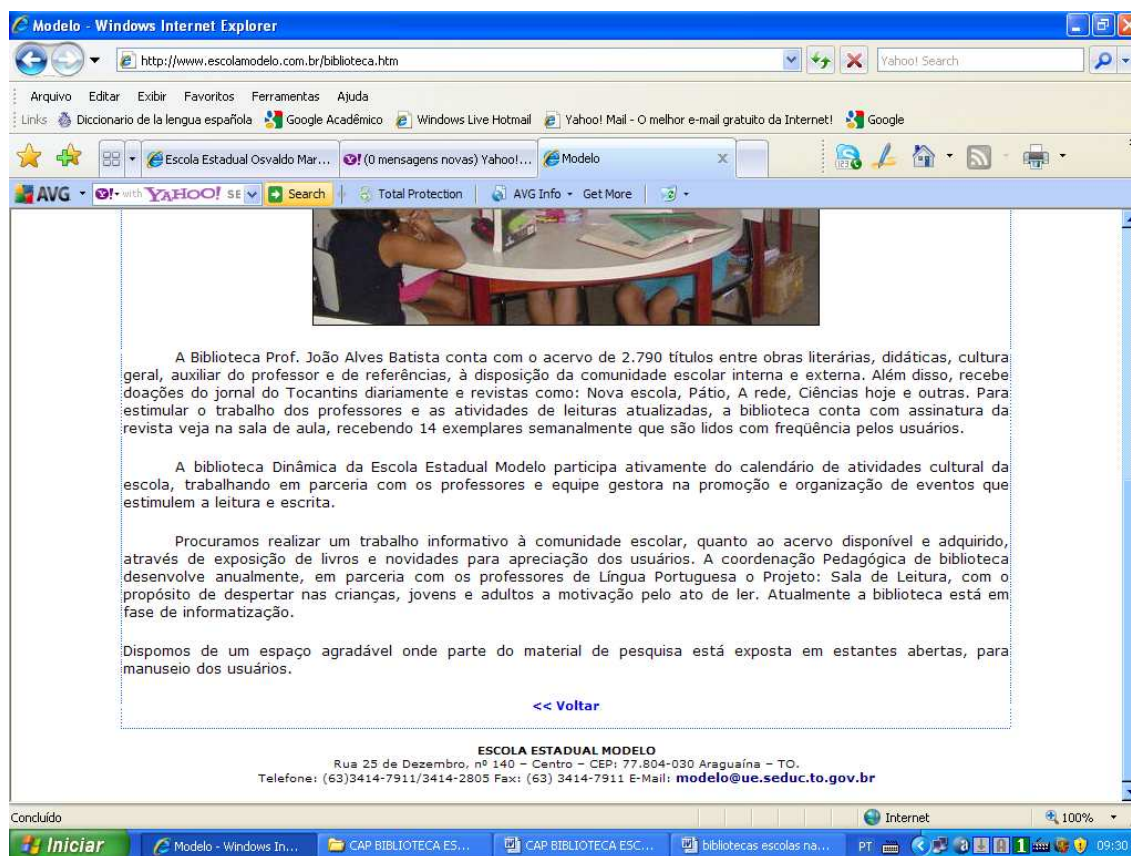 Modelo - Windows Internet Explorer
http://www.escolamodelo.com.br/biblioteca.htm
Yahoo! Search
Arquivo Editar Exibir Favoritos Ferramentas Ajuda
Links Diccionario de la lengua española Google Acadêmico Windows Live Hotmail Yahoo! Mail - O melhor e-mail gratuito da Internet! Google
Escola Estadual Osvaldo Mar... (0 mensagens novas) Yahoo!... Modelo
AVG with YAHOO! SE Search Total Protection AVG Info Get More
A Biblioteca Prof. João Alves Batista conta com o acervo de 2.790 títulos entre obras literárias, didáticas, cultura
geral, auxiliar do professor e de referências, à disposição da comunidade escolar interna e externa. Além disso, recebe
doações do jornal do Tocantins diariamente e revistas como: Nova escola, Pátio, A rede, Ciências hoje e outras. Para
estimular o trabalho dos professores e as atividades de leituras atualizadas, a biblioteca conta com assinatura da
revista veja na sala de aula, recebendo 14 exemplares semanalmente que são lidos com freqüência pelos usuários.
A biblioteca Dinâmica da Escola Estadual Modelo participa ativamente do calendário de atividades cultural da
escola, trabalhando em parceria com os professores e equipe gestora na promoção e organização de eventos que
estimulem a leitura e escrita.
Procuramos realizar um trabalho informativo à comunidade escolar, quanto ao acervo disponível e adquirido,
através de exposição de livros e novidades para apreciação dos usuários. A coordenação Pedagógica de biblioteca
desenvolve anualmente, em parceria com os professores de Língua Portuguesa o Projeto: Sala de Leitura, com o
propósito de despertar nas crianças, jovens e adultos a motivação pelo ato de ler. Atualmente a biblioteca está em
fase de informatização.
Dispomos de um espaço agradável onde parte do material de pesquisa está exposta em estantes abertas, para
manuseio dos usuários.
<< Voltar
ESCOLA ESTADUAL MODELO
Rua 25 de Dezembro, nº 140 – Centro – CEP: 77.804-030 Araguaína – TO.
Telefone: (63)3414-7911/3414-2805 Fax: (63) 3414-7911 E-Mail: modelo@ue.seduc.to.gov.br
Concluído Internet 100%
Iniciar Modelo - Windows In... CAP BIBLIOTECA ES... CAP BIBLIOTECA ESC... bibliotecas escolas na... PT 09:30